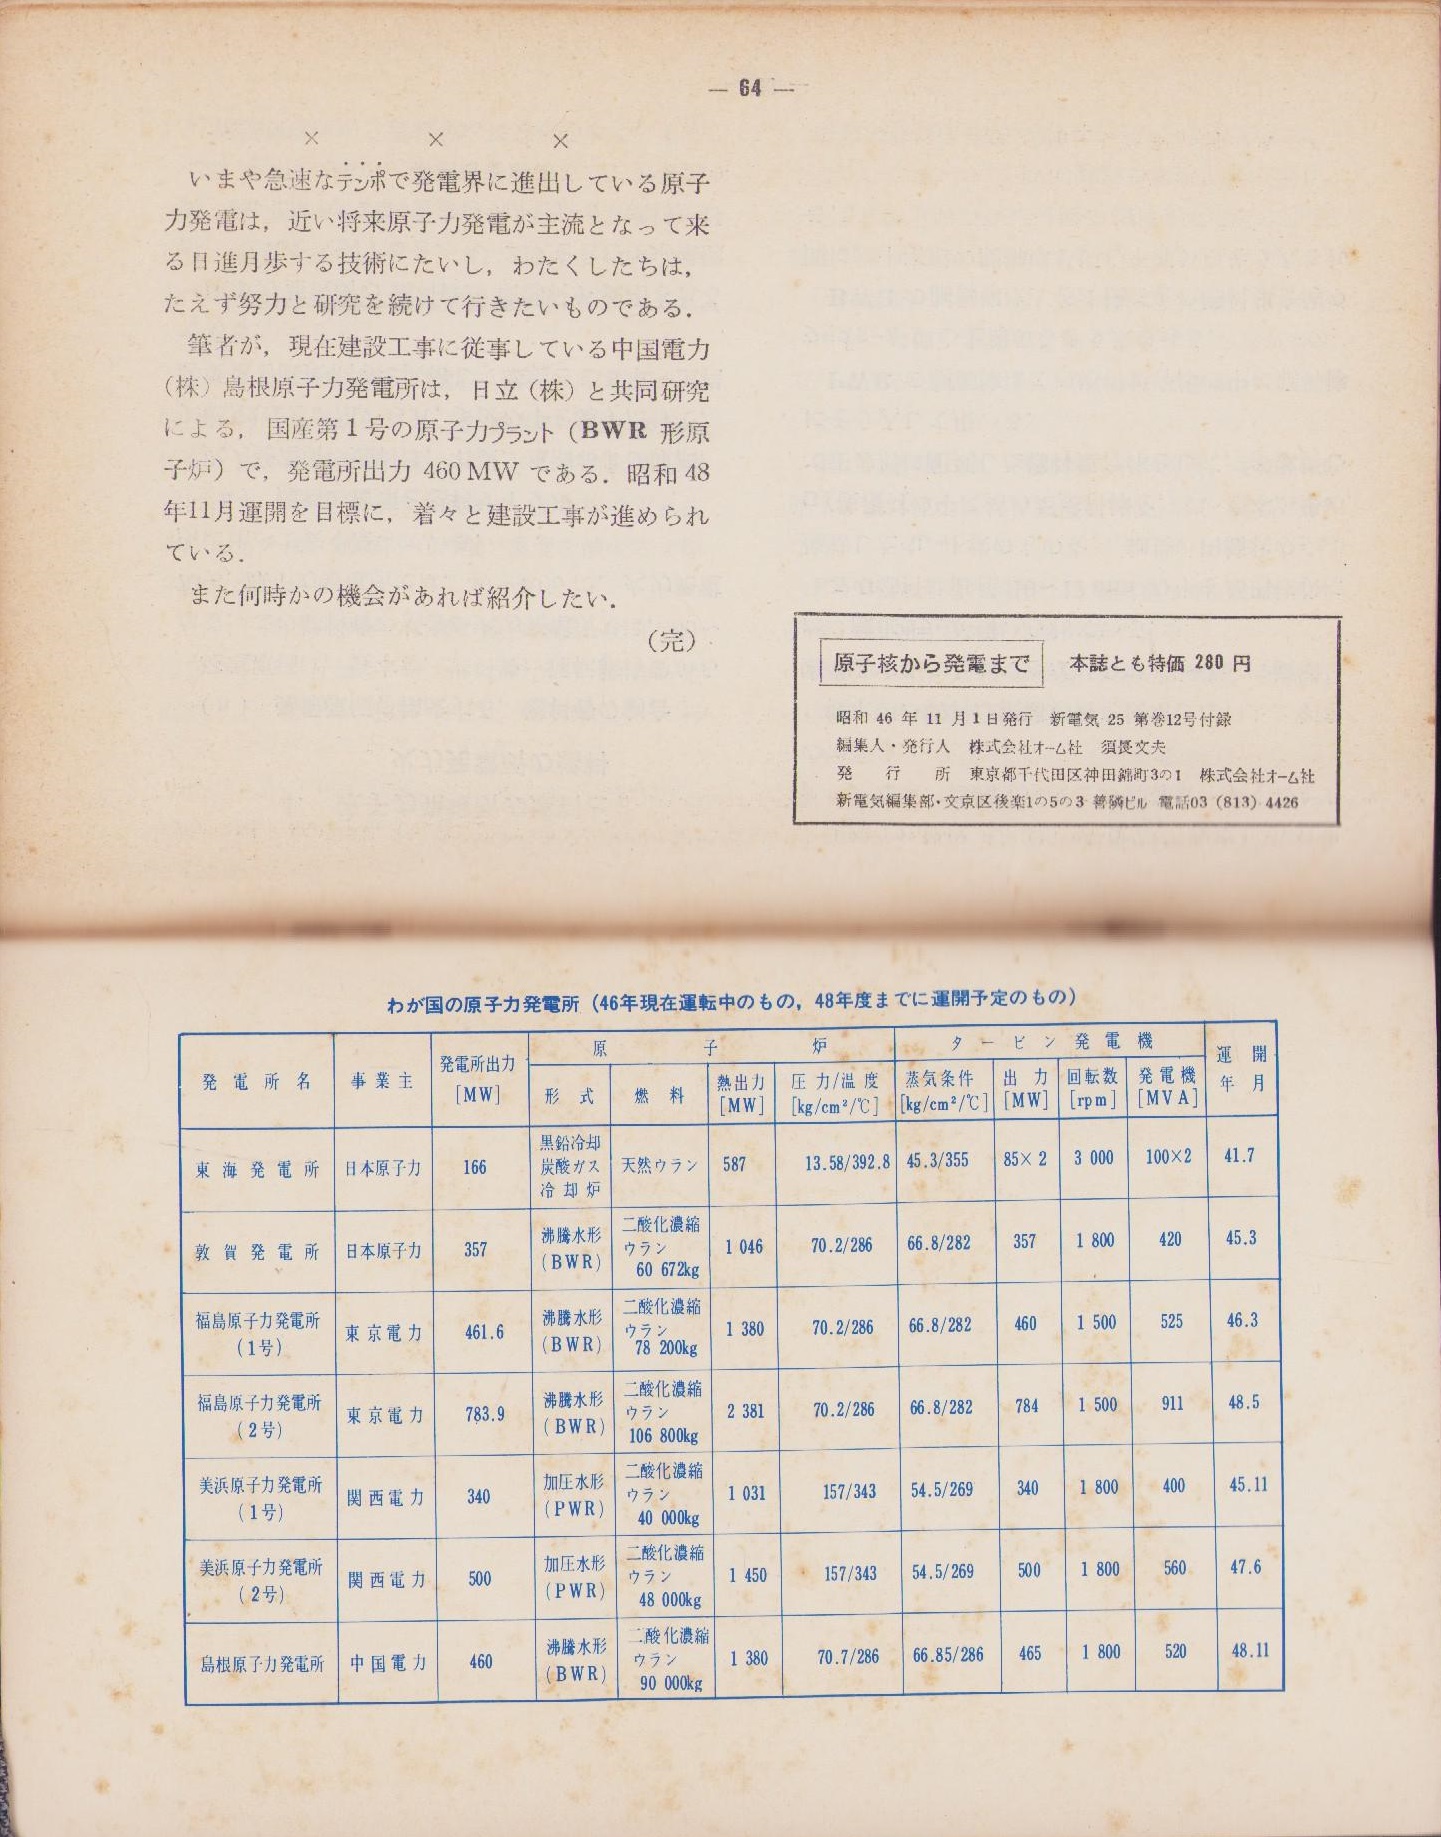 — 64 —
× × ×
いまや急速なテンポで発電界に進出している原子
力発電は，近い将来原子力発電が主流となって来
る日進月歩する技術にたいし，わたくしたちは，
たえず努力と研究を続けて行きたいものである．
筆者が，現在建設工事に従事している中国電力
（株）島根原子力発電所は，日立（株）と共同研究
による，国産第１号の原子力プラント（BWR 形原
子炉）で，発電所出力 460 MW である．昭和 48
年11月運開を目標に，着々と建設工事が進められ
ている．
また何時かの機会があれば紹介したい．
（完）
原子核から発電まで 本誌とも特価 280 円
昭和 46 年 11 月 1 日発行 新電気 25 第巻12号付録
編集人・発行人 株式会社オーム社 須長文夫
発行所 東京都千代田区神田錦町3の1 株式会社オーム社
新電気編集部・文京区後楽1の5の3 善隣ビル 電話03（813）4426
わが国の原子力発電所（46年現在運転中のもの，48年度までに運開予定のもの）
発電所名 事業主 発電所出力[MW] 原子炉 タービン発電機 運開年月
形式 燃料 熱出力[MW] 圧力/温度[kg/cm²/℃] 蒸気条件[kg/cm²/℃] 出力[MW] 回転数[rpm] 発電機[MVA]
東海発電所 日本原子力 166 黒鉛冷却炭酸ガス冷却炉 天然ウラン 587 13.58/392.8 45.3/355 85×2 3 000 100×2 41.7
敦賀発電所 日本原子力 357 沸騰水形(BWR) 二酸化濃縮ウラン 60 672kg 1 046 70.2/286 66.8/282 357 1 800 420 45.3
福島原子力発電所(1号) 東京電力 461.6 沸騰水形(BWR) 二酸化濃縮ウラン 78 200kg 1 380 70.2/286 66.8/282 460 1 500 525 46.3
福島原子力発電所(2号) 東京電力 783.9 沸騰水形(BWR) 二酸化濃縮ウラン 106 800kg 2 381 70.2/286 66.8/282 784 1 500 911 48.5
美浜原子力発電所(1号) 関西電力 340 加圧水形(PWR) 二酸化濃縮ウラン 40 000kg 1 031 157/343 54.5/269 340 1 800 400 45.11
美浜原子力発電所(2号) 関西電力 500 加圧水形(PWR) 二酸化濃縮ウラン 48 000kg 1 450 157/343 54.5/269 500 1 800 560 47.6
島根原子力発電所 中国電力 460 沸騰水形(BWR) 二酸化濃縮ウラン 90 000kg 1 380 70.7/286 66.85/286 465 1 800 520 48.11